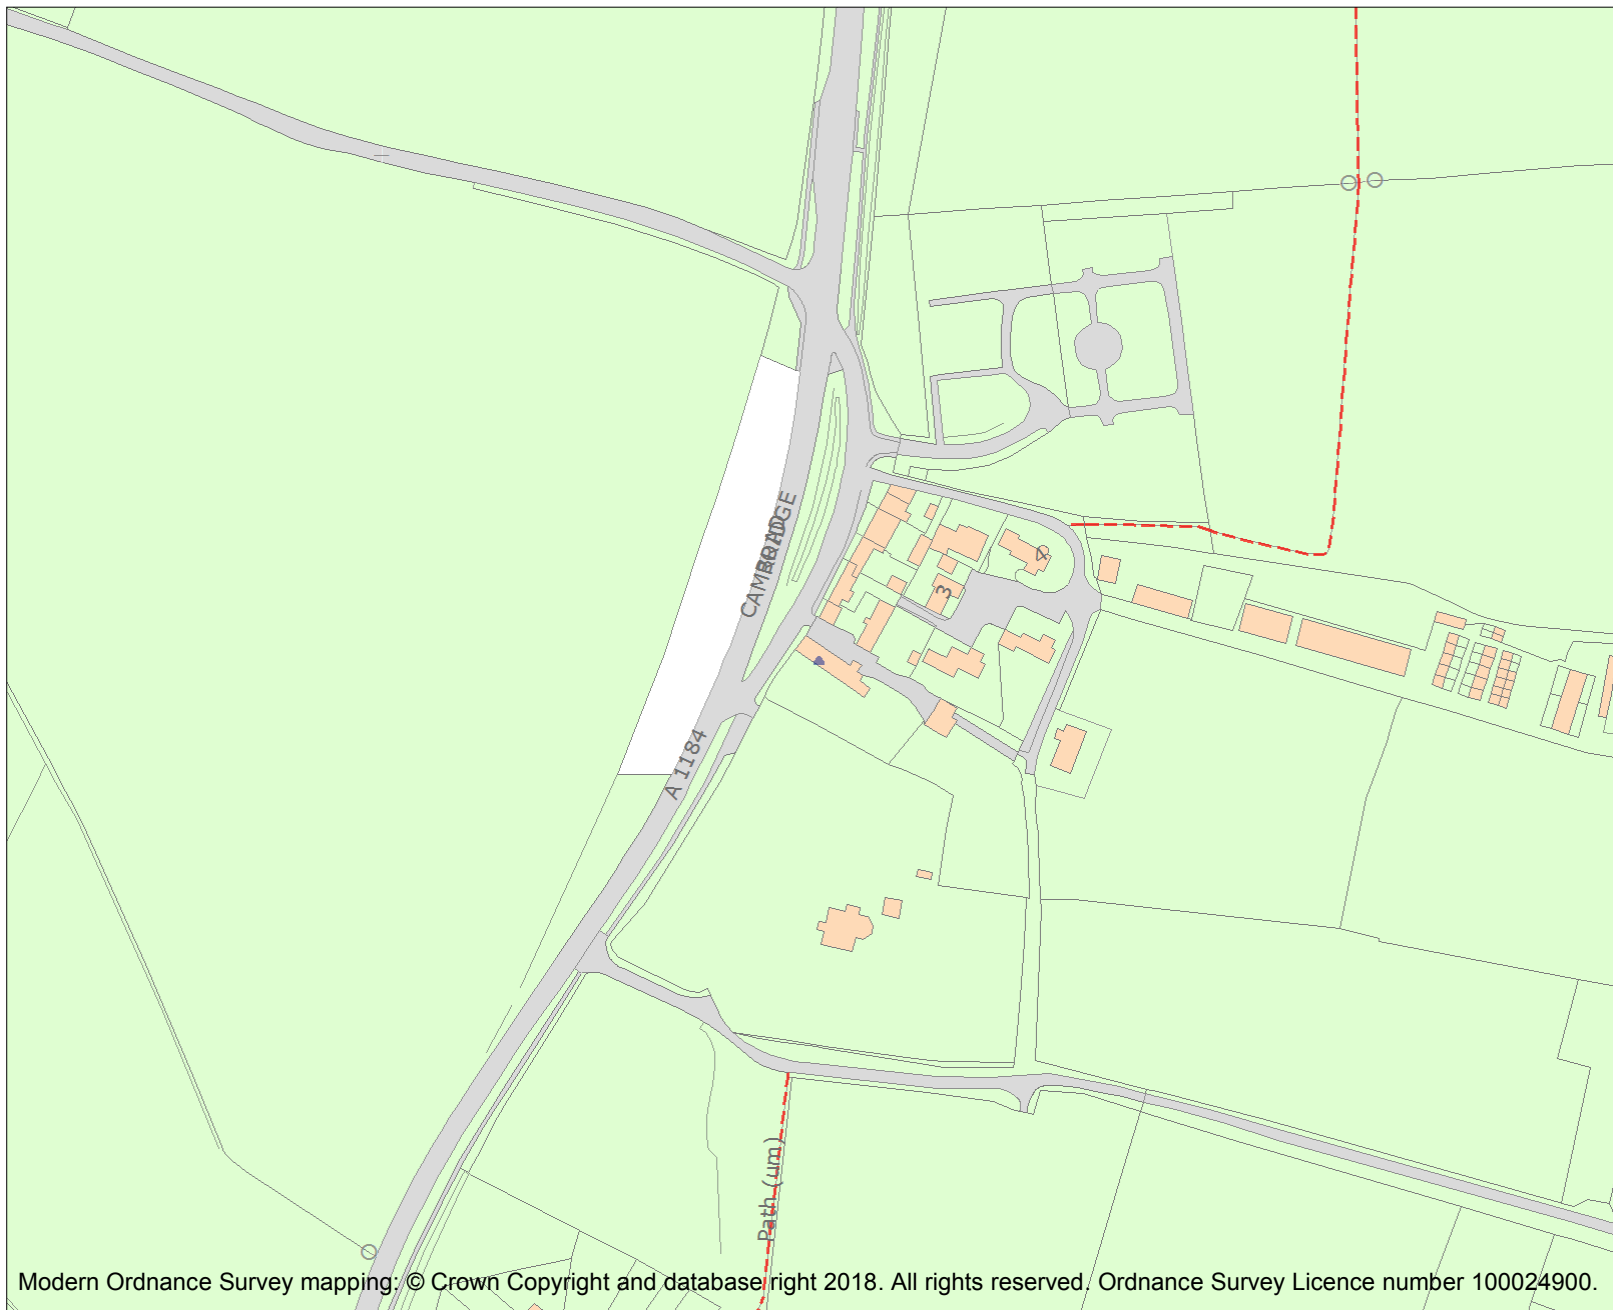 CAMBRIDGE
ROAD
4
3
A 1184
Path (um)
Modern Ordnance Survey mapping: © Crown Copyright and database right 2018. All rights reserved. Ordnance Survey Licence number 100024900.